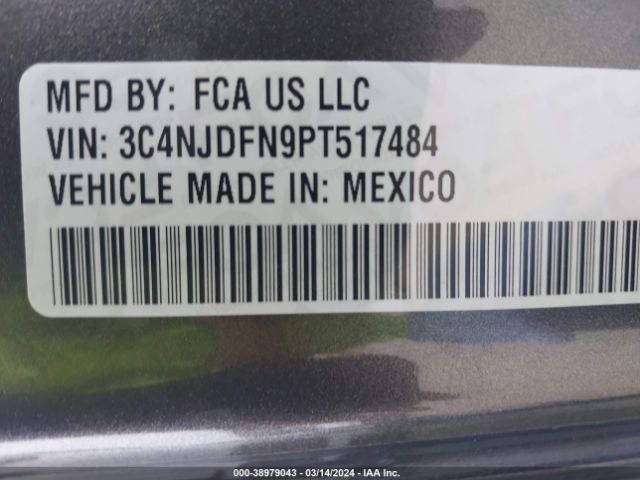 MFD BY: FCA US LLC
VIN: 3C4NJDFN9PT517484
VEHICLE MADE IN: MEXICO
000-38979043 - 03/14/2024 - IAA Inc.